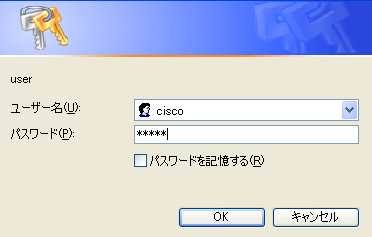 user
ユーザー名(U): cisco
パスワード(P): *****
パスワードを記憶する(R)
OK キャンセル